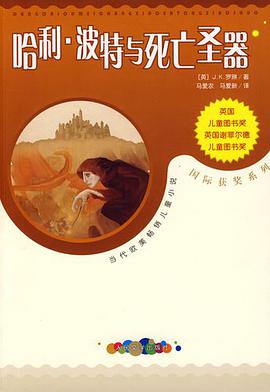 哈利·波特与死亡圣器
〔英〕J.K.罗琳／著
马爱农 马爱新／译
英国
儿童图书奖
英国谢菲尔德
儿童图书奖
国际获奖系列
当代欧美畅销儿童小说
人民文学出版社